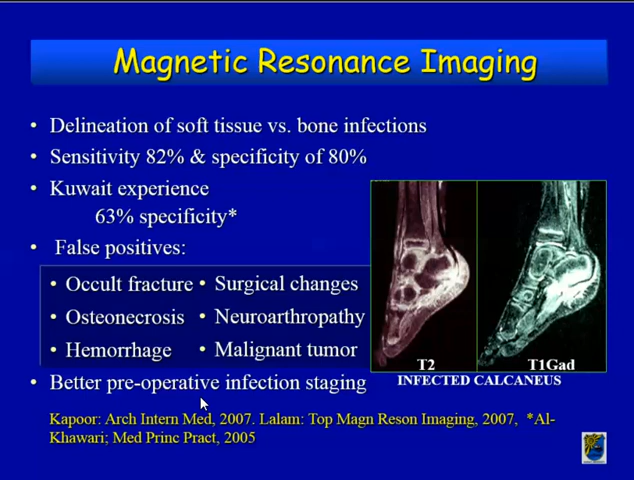 Magnetic Resonance Imaging
• Delineation of soft tissue vs. bone infections
• Sensitivity 82% & specificity of 80%
• Kuwait experience
63% specificity*
• False positives:
• Occult fracture • Surgical changes
• Osteonecrosis • Neuroarthropathy
• Hemorrhage • Malignant tumor
T2 T1Gad
INFECTED CALCANEUS
• Better pre-operative infection staging
Kapoor: Arch Intern Med, 2007. Lalam: Top Magn Reson Imaging, 2007, *Al-
Khawari; Med Princ Pract, 2005